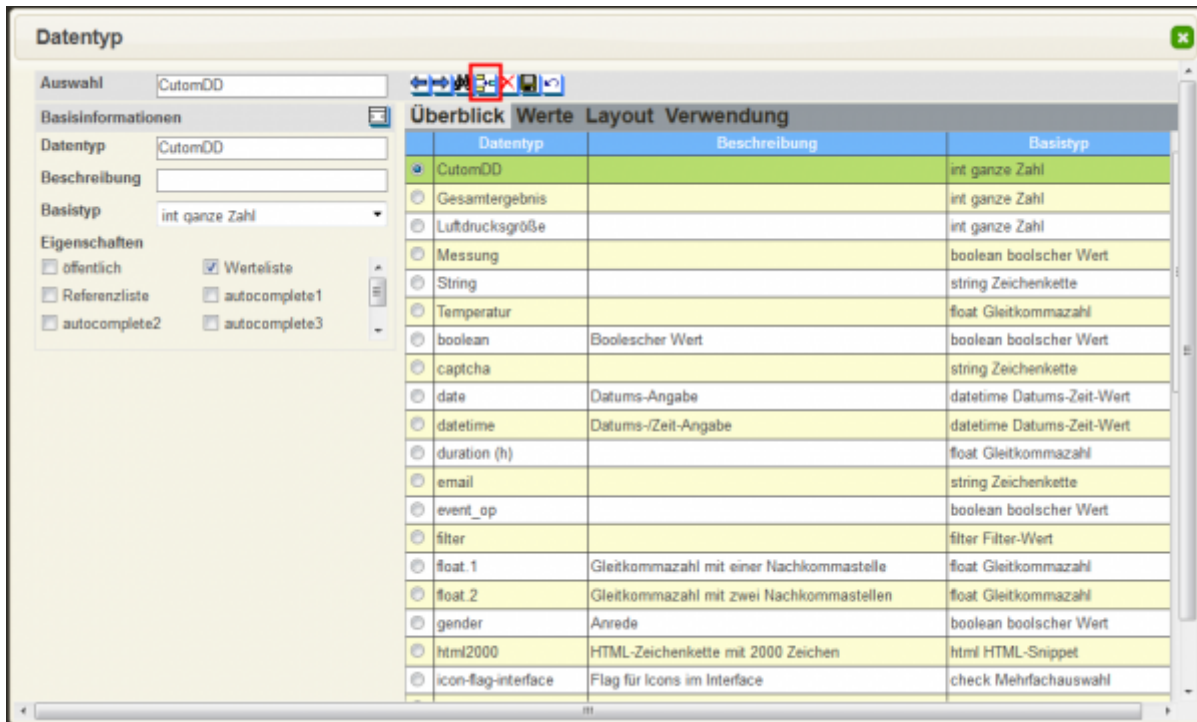 Datentyp
Auswahl CutomDD
Basisinformationen
Datentyp CutomDD
Beschreibung
Basistyp int ganze Zahl
Eigenschaften
öffentlich Werteliste
Referenzliste autocomplete1
autocomplete2 autocomplete3
Überblick Werte Layout Verwendung
Datentyp Beschreibung Basistyp
CutomDD int ganze Zahl
Gesamtergebnis int ganze Zahl
Luftdrucksgröße int ganze Zahl
Messung boolean boolscher Wert
String string Zeichenkette
Temperatur float Gleitkommazahl
boolean Boolescher Wert boolean boolscher Wert
captcha string Zeichenkette
date Datums-Angabe datetime Datums-Zeit-Wert
datetime Datums-/Zeit-Angabe datetime Datums-Zeit-Wert
duration (h) float Gleitkommazahl
email string Zeichenkette
event_op boolean boolscher Wert
filter filter Filter-Wert
float.1 Gleitkommazahl mit einer Nachkommastelle float Gleitkommazahl
float.2 Gleitkommazahl mit zwei Nachkommastellen float Gleitkommazahl
gender Anrede boolean boolscher Wert
html2000 HTML-Zeichenkette mit 2000 Zeichen html HTML-Snippet
icon-flag-interface Flag für Icons im Interface check Mehrfachauswahl